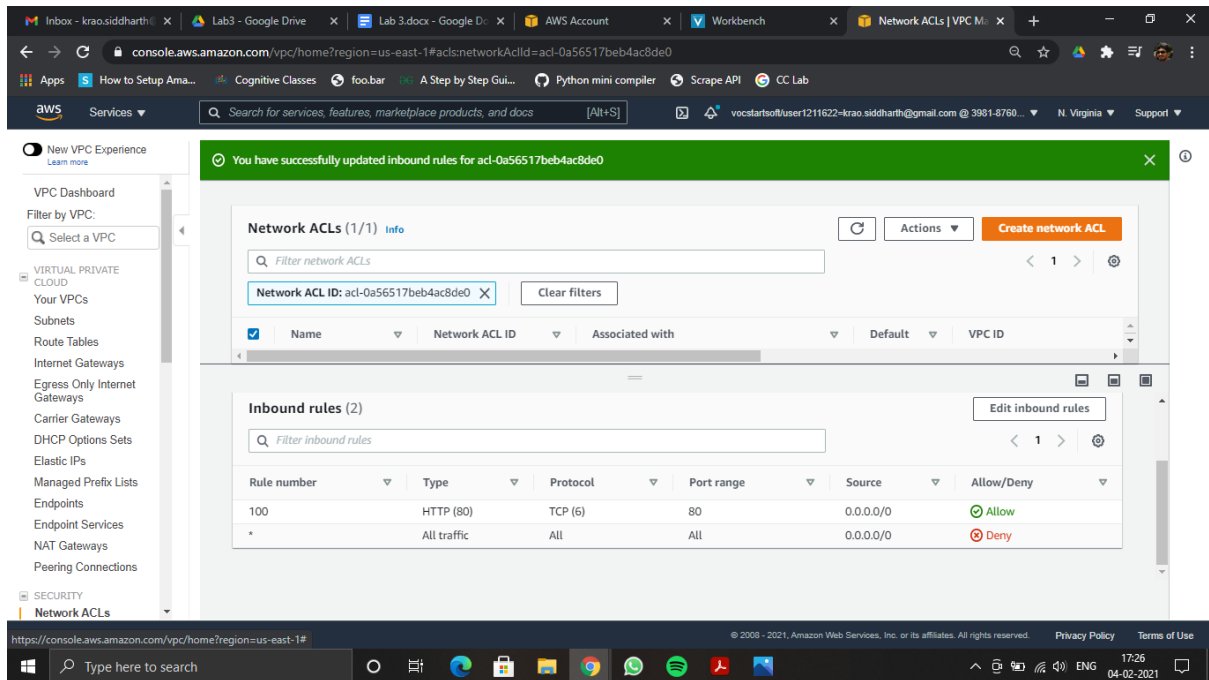 Inbox - krao.siddharth
Lab3 - Google Drive
Lab 3.docx - Google Do
AWS Account
Workbench
Network ACLs | VPC Ma
console.aws.amazon.com/vpc/home?region=us-east-1#acls:networkAclId=acl-0a56517beb4ac8de0
Apps
How to Setup Ama...
Cognitive Classes
foo.bar
A Step by Step Gui...
Python mini compiler
Scrape API
CC Lab
aws
Services
Search for services, features, marketplace products, and docs
[Alt+S]
vocstartsoft/user1211622=krao.siddharth@gmail.com @ 3981-8760...
N. Virginia
Support
New VPC Experience
Learn more
VPC Dashboard
Filter by VPC:
Select a VPC
VIRTUAL PRIVATE
CLOUD
Your VPCs
Subnets
Route Tables
Internet Gateways
Egress Only Internet
Gateways
Carrier Gateways
DHCP Options Sets
Elastic IPs
Managed Prefix Lists
Endpoints
Endpoint Services
NAT Gateways
Peering Connections
SECURITY
Network ACLs
You have successfully updated inbound rules for acl-0a56517beb4ac8de0
Network ACLs (1/1) Info
Actions
Create network ACL
Filter network ACLs
1
Network ACL ID: acl-0a56517beb4ac8de0
Clear filters
Name Network ACL ID Associated with Default VPC ID
Inbound rules (2)
Edit inbound rules
Filter inbound rules
1
Rule number Type Protocol Port range Source Allow/Deny
100 HTTP (80) TCP (6) 80 0.0.0.0/0 Allow
* All traffic All All 0.0.0.0/0 Deny
https://console.aws.amazon.com/vpc/home?region=us-east-1#
© 2008 - 2021, Amazon Web Services, Inc. or its affiliates. All rights reserved.
Privacy Policy
Terms of Use
Type here to search
ENG
17:26
04-02-2021